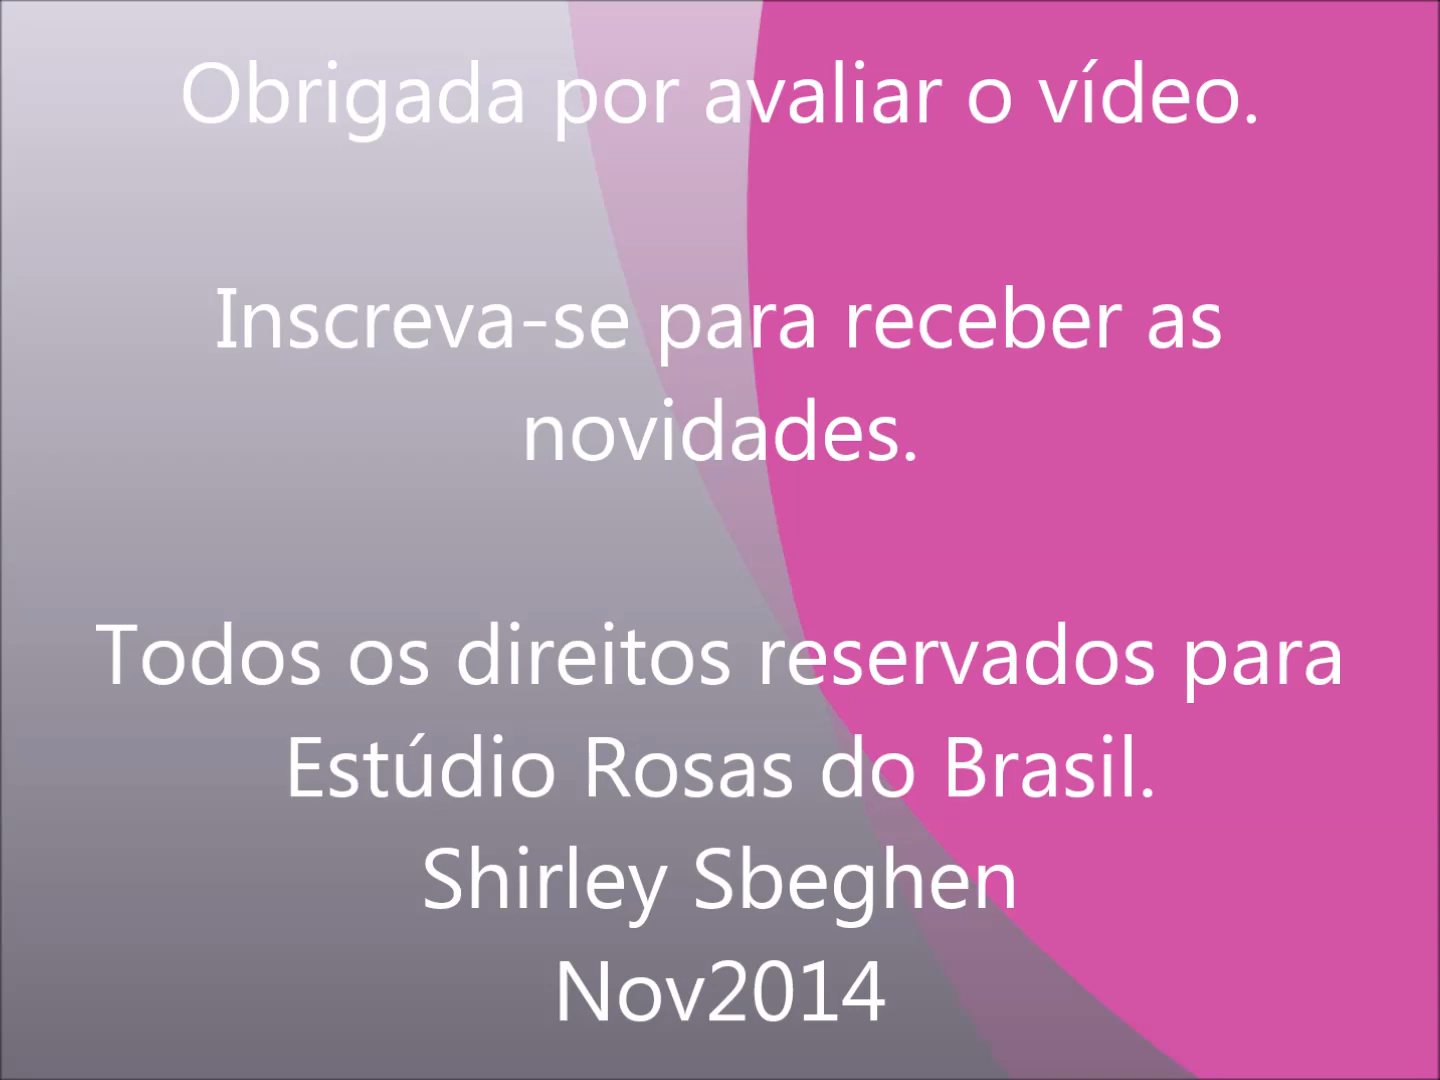 Obrigada por avaliar o vídeo.
Inscreva-se para receber as
novidades.
Todos os direitos reservados para
Estúdio Rosas do Brasil.
Shirley Sbeghen
Nov2014